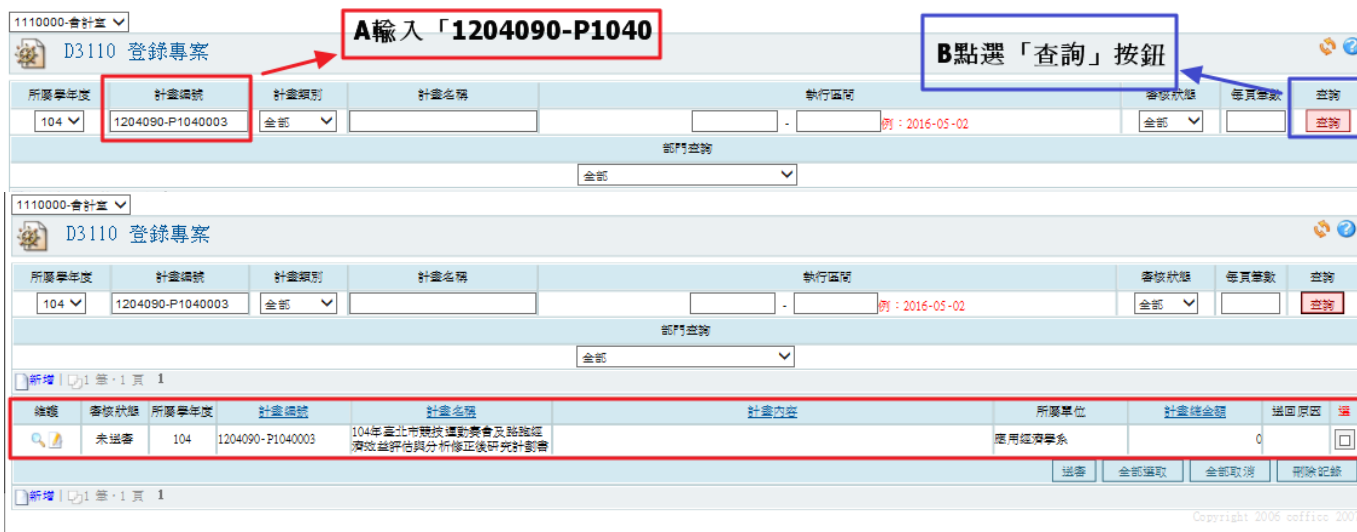 1110000-會計室
A輸入「1204090-P1040
B點選「查詢」按鈕
D3110 登錄專案
所屬學年度 計畫編號 計畫類別 計畫名稱 執行區間 審核狀態 每頁筆數 查詢
104 1204090-P1040003 全部 - 例：2016-05-02 全部 查詢
部門查詢
全部
1110000-會計室
D3110 登錄專案
所屬學年度 計畫編號 計畫類別 計畫名稱 執行區間 審核狀態 每頁筆數 查詢
104 1204090-P1040003 全部 - 例：2016-05-02 全部 查詢
部門查詢
全部
新增 | 1 筆‧1 頁 1
維護 審核狀態 所屬學年度 計畫編號 計畫名稱 計畫內容 所屬單位 計畫總金額 送回原因 選
未送審 104 1204090-P1040003 104年臺北市競技運動賽會及路跑經 應用經濟學系 0
濟效益評估與分析修正後研究計劃書
送審 全部選取 全部取消 刪除記錄
新增 | 1 筆‧1 頁 1
Copyright 2006 eoffice 200